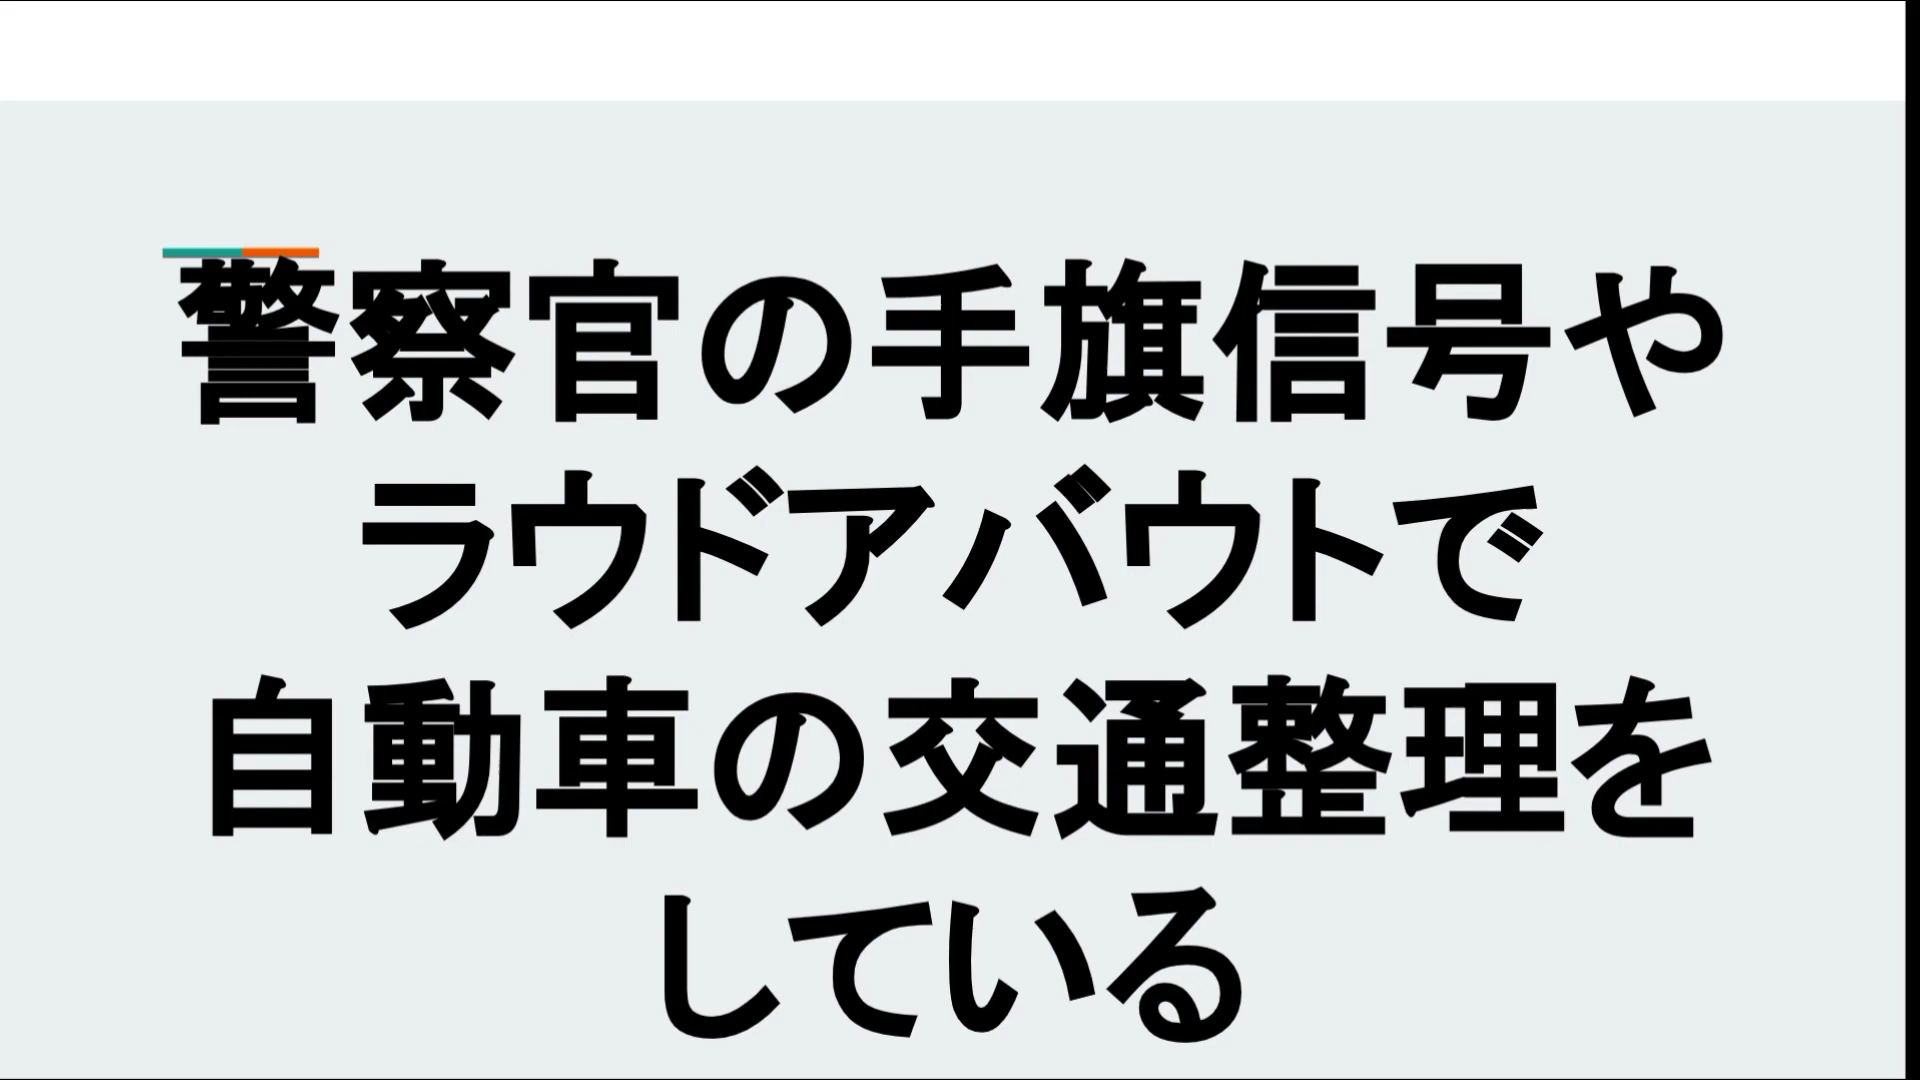 警察官の手旗信号や
ラウドアバウトで
自動車の交通整理を
している